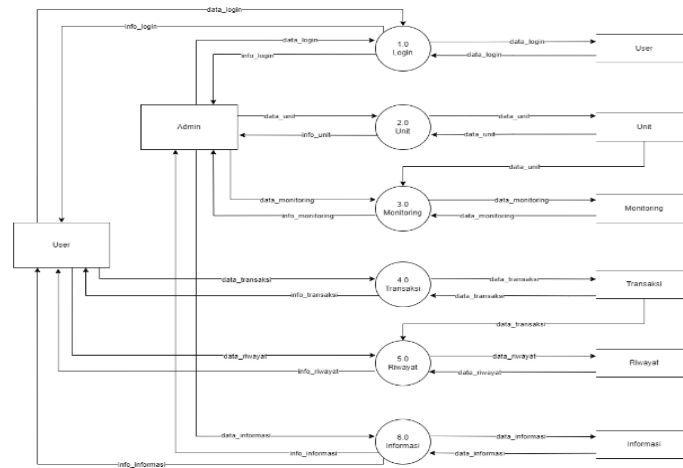 data_login
info_login
data_login
info_login
1.0
Login
data_login
data_login
User
Admin
data_unit
info_unit
2.0
Unit
data_unit
data_unit
Unit
data_unit
data_monitoring
info_monitoring
3.0
Monitoring
data_monitoring
data_monitoring
Monitoring
User
data_transaksi
info_transaksi
4.0
Transaksi
data_transaksi
data_transaksi
Transaksi
data_transaksi
data_riwayat
info_riwayat
5.0
Riwayat
data_riwayat
data_riwayat
Riwayat
data_informasi
info_informasi
info_informasi
6.0
Informasi
data_informasi
data_informasi
Informasi